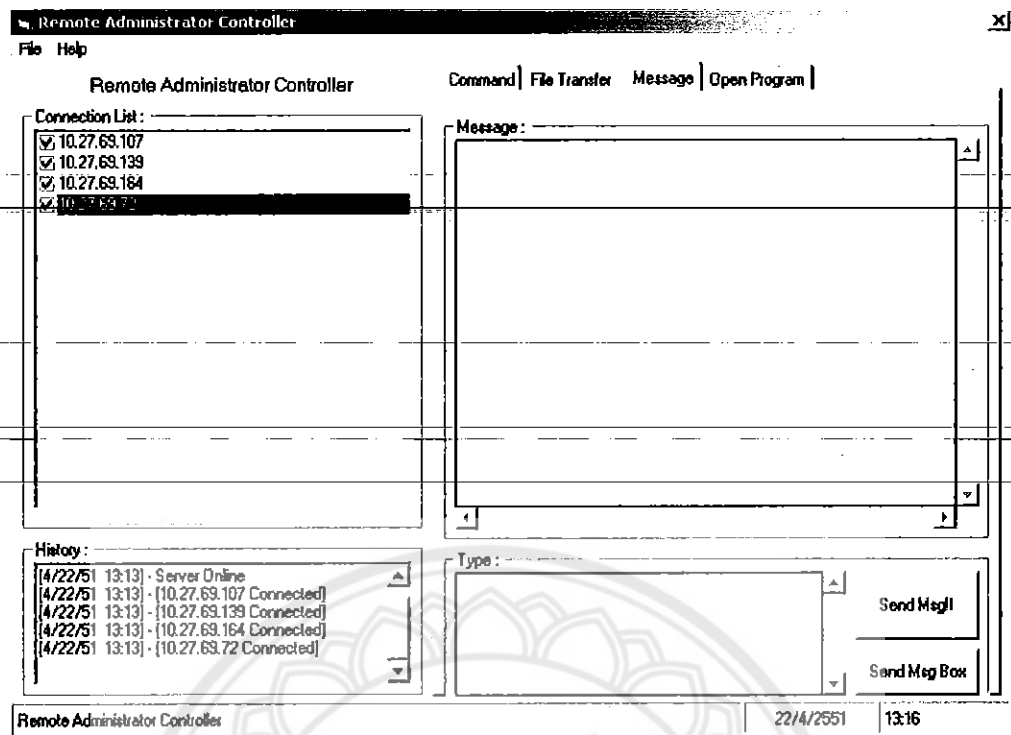 Remote Administrator Controller
File Help
Remote Administrator Controller
Command File Transfer Message Open Program
Connection List :
10.27.69.107
10.27.69.139
10.27.69.164
10.27.69.72
Message :
History :
[4/22/51 13:13] - Server Online
[4/22/51 13:13] - [10.27.69.107 Connected]
[4/22/51 13:13] - [10.27.69.139 Connected]
[4/22/51 13:13] - [10.27.69.164 Connected]
[4/22/51 13:13] - [10.27.69.72 Connected]
Type :
Send Msg!!
Send Msg Box
Remote Administrator Controller 22/4/2551 13:16